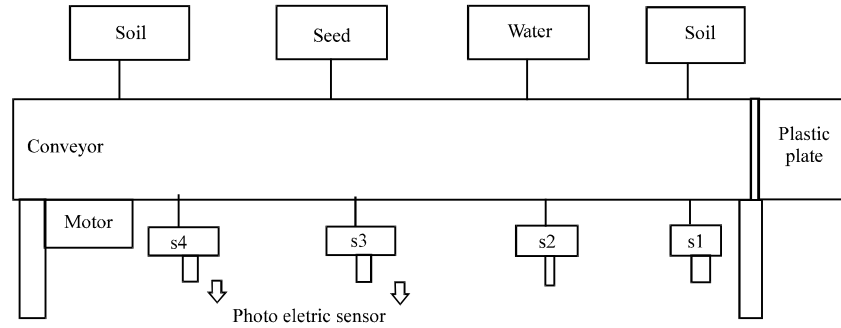 Soil
Seed
Water
Soil
Conveyor
Plastic
plate
Motor
s4
s3
s2
s1
Photo eletric sensor